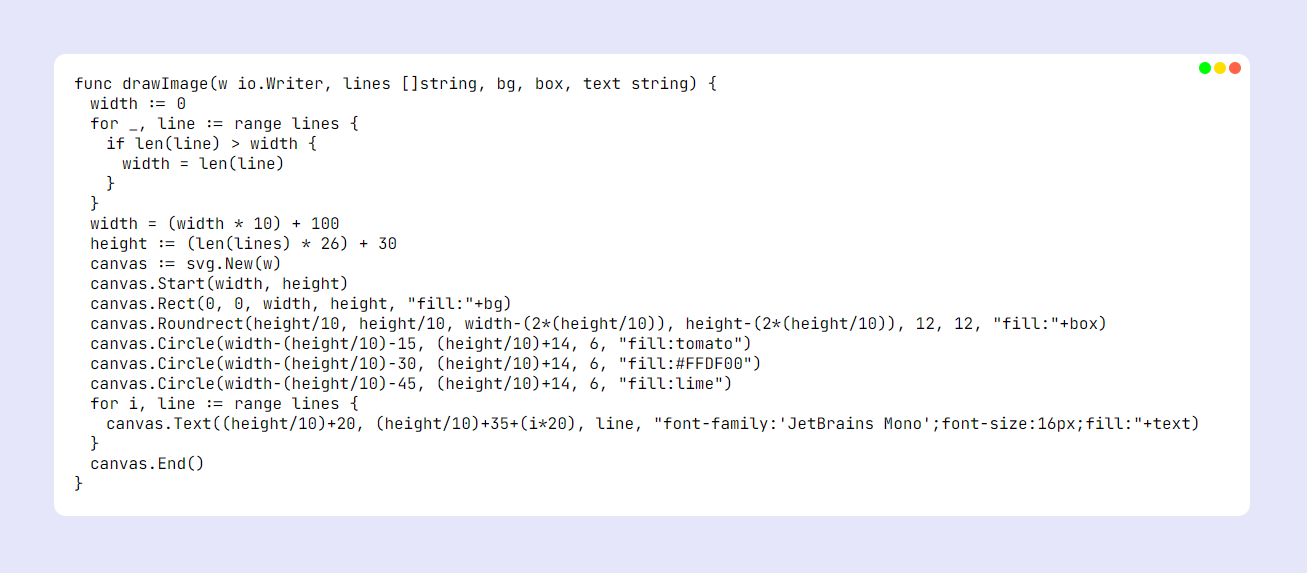 func drawImage(w io.Writer, lines []string, bg, box, text string) {
  width := 0
  for _, line := range lines {
    if len(line) > width {
      width = len(line)
    }
  }
  width = (width * 10) + 100
  height := (len(lines) * 26) + 30
  canvas := svg.New(w)
  canvas.Start(width, height)
  canvas.Rect(0, 0, width, height, "fill:"+bg)
  canvas.Roundrect(height/10, height/10, width-(2*(height/10)), height-(2*(height/10)), 12, 12, "fill:"+box)
  canvas.Circle(width-(height/10)-15, (height/10)+14, 6, "fill:tomato")
  canvas.Circle(width-(height/10)-30, (height/10)+14, 6, "fill:#FFDF00")
  canvas.Circle(width-(height/10)-45, (height/10)+14, 6, "fill:lime")
  for i, line := range lines {
    canvas.Text((height/10)+20, (height/10)+35+(i*20), line, "font-family:'JetBrains Mono';font-size:16px;fill:"+text)
  }
  canvas.End()
}